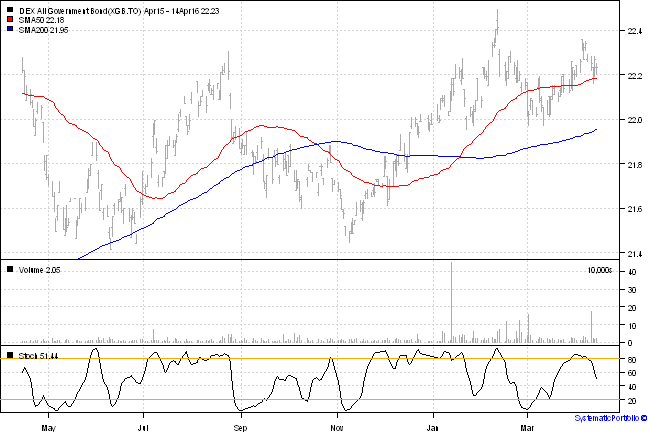 DEX All Government Bond(XGB.TO) Apr15 - 14Apr16 22.23
SMA50 22.18
SMA200 21.95
22.4
22.2
22.0
21.8
21.6
21.4
Volume 2.05
10,000s
40
30
20
10
0
Stoch 51.44
80
60
40
20
May
Jul
Sep
Nov
Jan
Mar
SystematicPortfolio ©